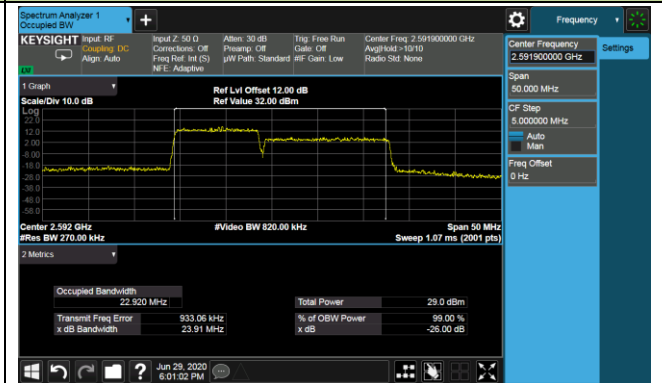 Spectrum Analyzer 1
Occupied BW
Frequency
KEYSIGHT
Input: RF
Coupling: DC
Align: Auto
Input Z: 50 Ω
Corrections: Off
Freq Ref: Int (S)
NFE: Adaptive
Atten: 30 dB
Preamp: Off
µW Path: Standard
Trig: Free Run
Gate: Off
#IF Gain: Low
Center Freq: 2.591900000 GHz
Avg|Hold:>10/10
Radio Std: None
Center Frequency
2.591900000 GHz
Settings
Span
50.000 MHz
CF Step
5.000000 MHz
Auto
Man
Freq Offset
0 Hz
1 Graph
Scale/Div 10.0 dB
Ref Lvl Offset 12.00 dB
Ref Value 32.00 dBm
Log
22.0
12.0
2.00
-8.00
-18.0
-28.0
-38.0
-48.0
-58.0
Center 2.592 GHz
#Res BW 270.00 kHz
#Video BW 820.00 kHz
Span 50 MHz
Sweep 1.07 ms (2001 pts)
2 Metrics
Occupied Bandwidth
22.920 MHz
Total Power 29.0 dBm
Transmit Freq Error 933.06 kHz
% of OBW Power 99.00 %
x dB Bandwidth 23.91 MHz
x dB -26.00 dB
Jun 29, 2020
6:01:02 PM